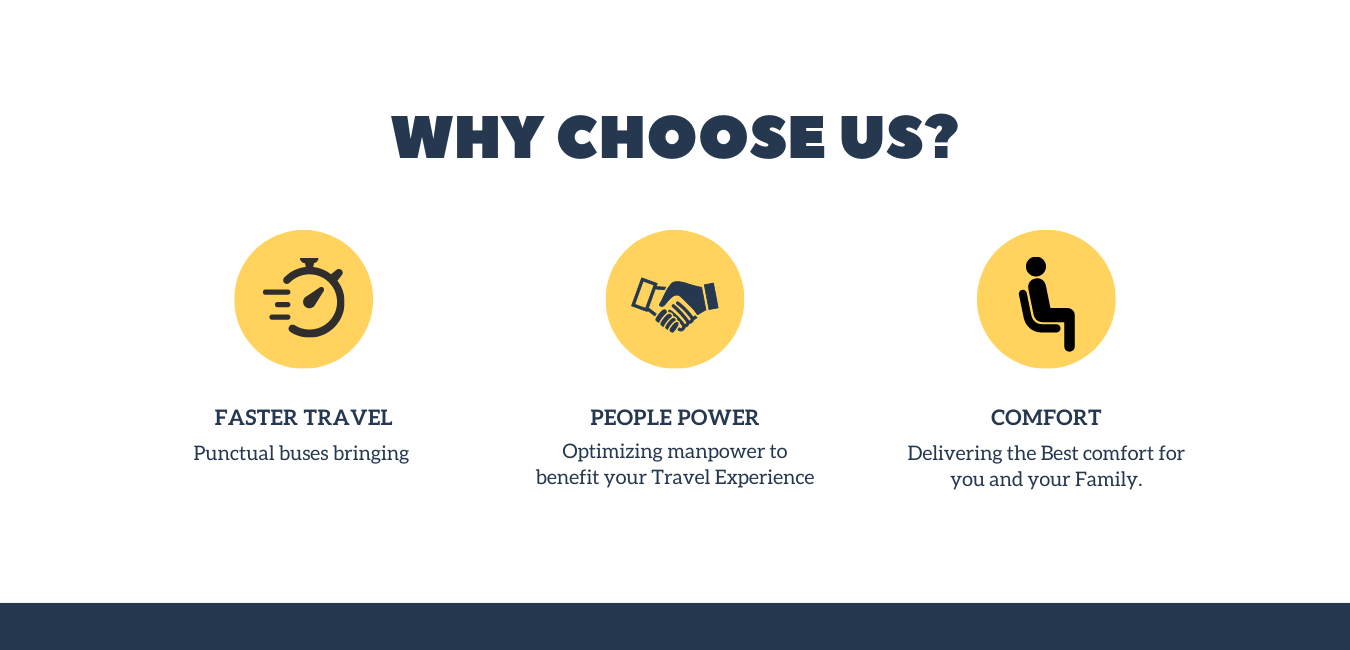 WHY CHOOSE US?
FASTER TRAVEL
Punctual buses bringing
PEOPLE POWER
Optimizing manpower to
benefit your Travel Experience
COMFORT
Delivering the Best comfort for
you and your Family.